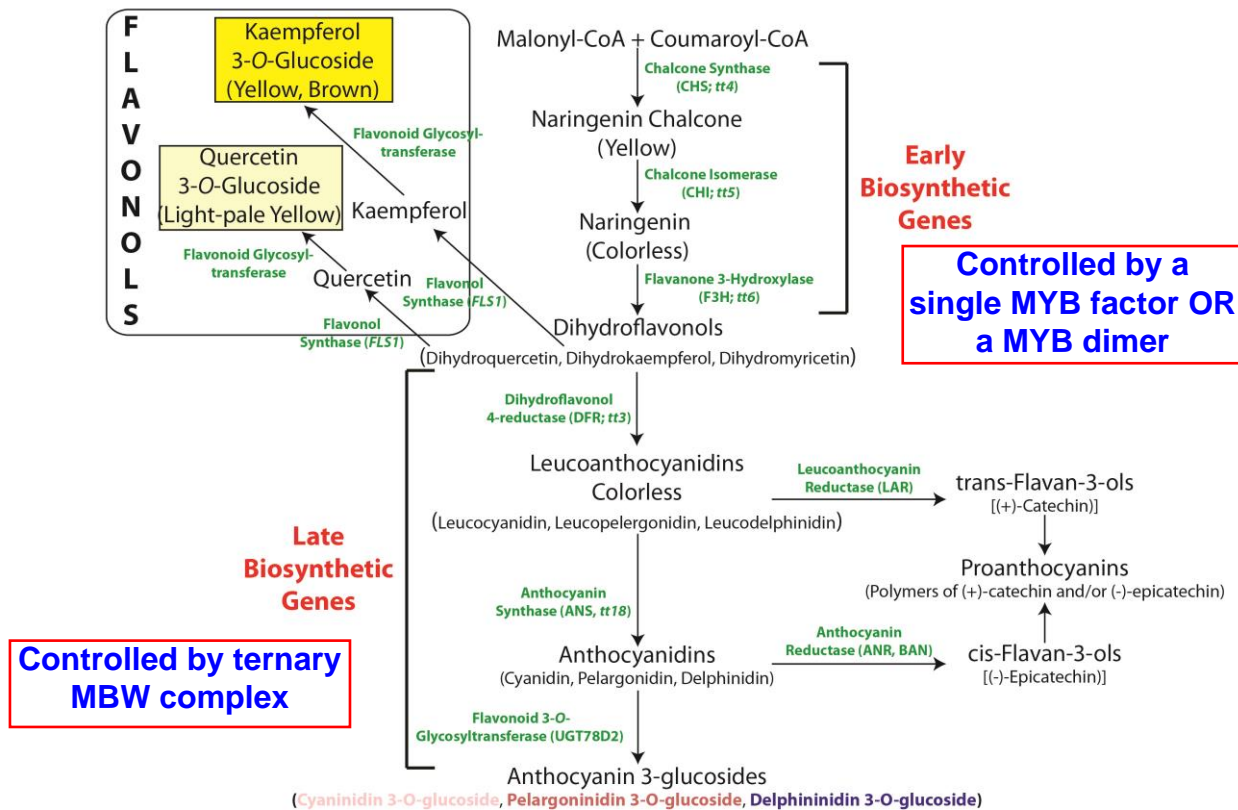 F
L
A
V
O
N
O
L
S
Kaempferol
3-O-Glucoside
(Yellow, Brown)
Flavonoid Glycosyl-
transferase
Quercetin
3-O-Glucoside
(Light-pale Yellow)
Kaempferol
Flavonoid Glycosyl-
transferase
Quercetin
Flavonol
Synthase (FLS1)
Flavonol
Synthase (FLS1)
Malonyl-CoA + Coumaroyl-CoA
Chalcone Synthase
(CHS; tt4)
Naringenin Chalcone
(Yellow)
Chalcone Isomerase
(CHI; tt5)
Naringenin
(Colorless)
Flavanone 3-Hydroxylase
(F3H; tt6)
Dihydroflavonols
(Dihydroquercetin, Dihydrokaempferol, Dihydromyricetin)
Early
Biosynthetic
Genes
Controlled by a
single MYB factor OR
a MYB dimer
Dihydroflavonol
4-reductase (DFR; tt3)
Leucoanthocyanidins
Colorless
(Leucocyanidin, Leucopelergonidin, Leucodelphinidin)
Leucoanthocyanin
Reductase (LAR)
trans-Flavan-3-ols
[(+)-Catechin)]
Proanthocyanins
(Polymers of (+)-catechin and/or (-)-epicatechin)
Late
Biosynthetic
Genes
Controlled by ternary
MBW complex
Anthocyanin
Synthase (ANS, tt18)
Anthocyanidins
(Cyanidin, Pelargonidin, Delphinidin)
Anthocyanin
Reductase (ANR, BAN)
cis-Flavan-3-ols
[(-)-Epicatechin)]
Flavonoid 3-O-
Glycosyltransferase (UGT78D2)
Anthocyanin 3-glucosides
(Cyaninidin 3-O-glucoside, Pelargoninidin 3-O-glucoside, Delphininidin 3-O-glucoside)